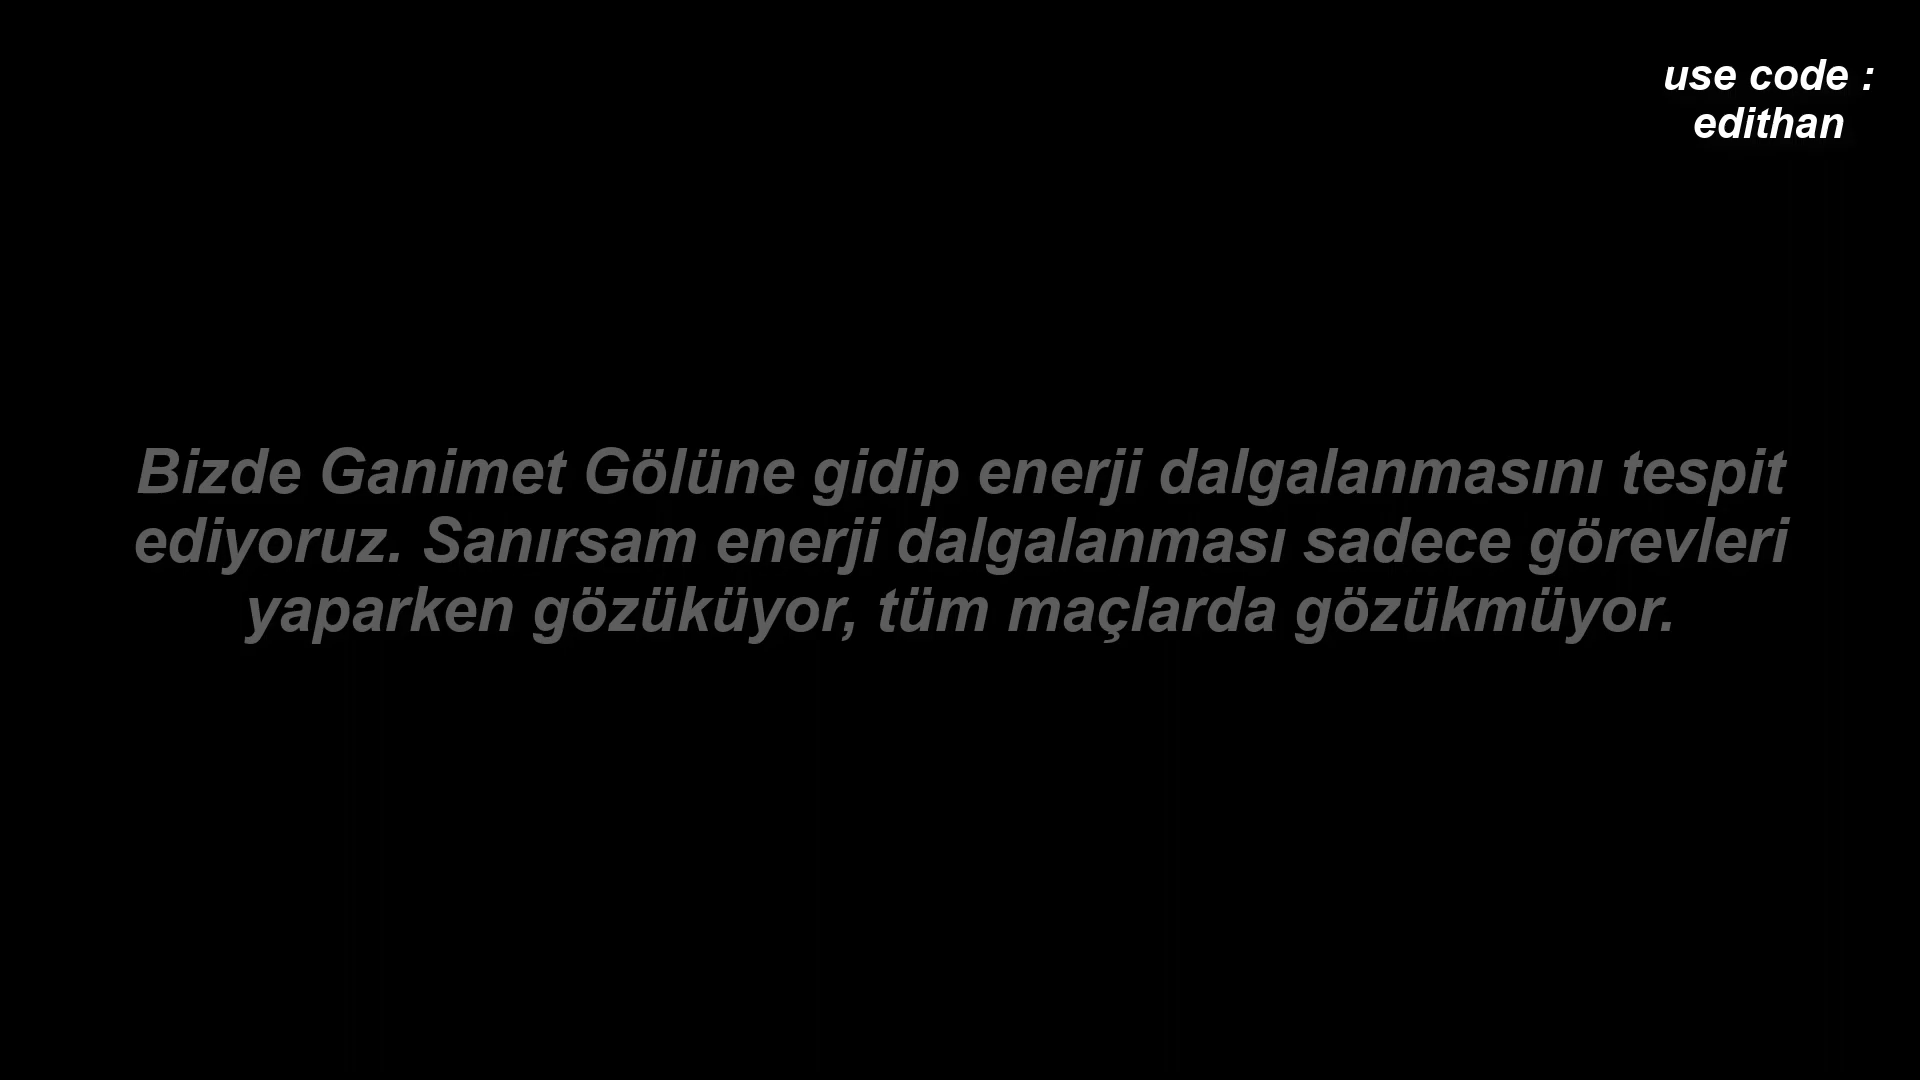 use code :
edithan
Bizde Ganimet Gölüne gidip enerji dalgalanmasını tespit
ediyoruz. Sanırsam enerji dalgalanması sadece görevleri
yaparken gözüküyor, tüm maçlarda gözükmüyor.